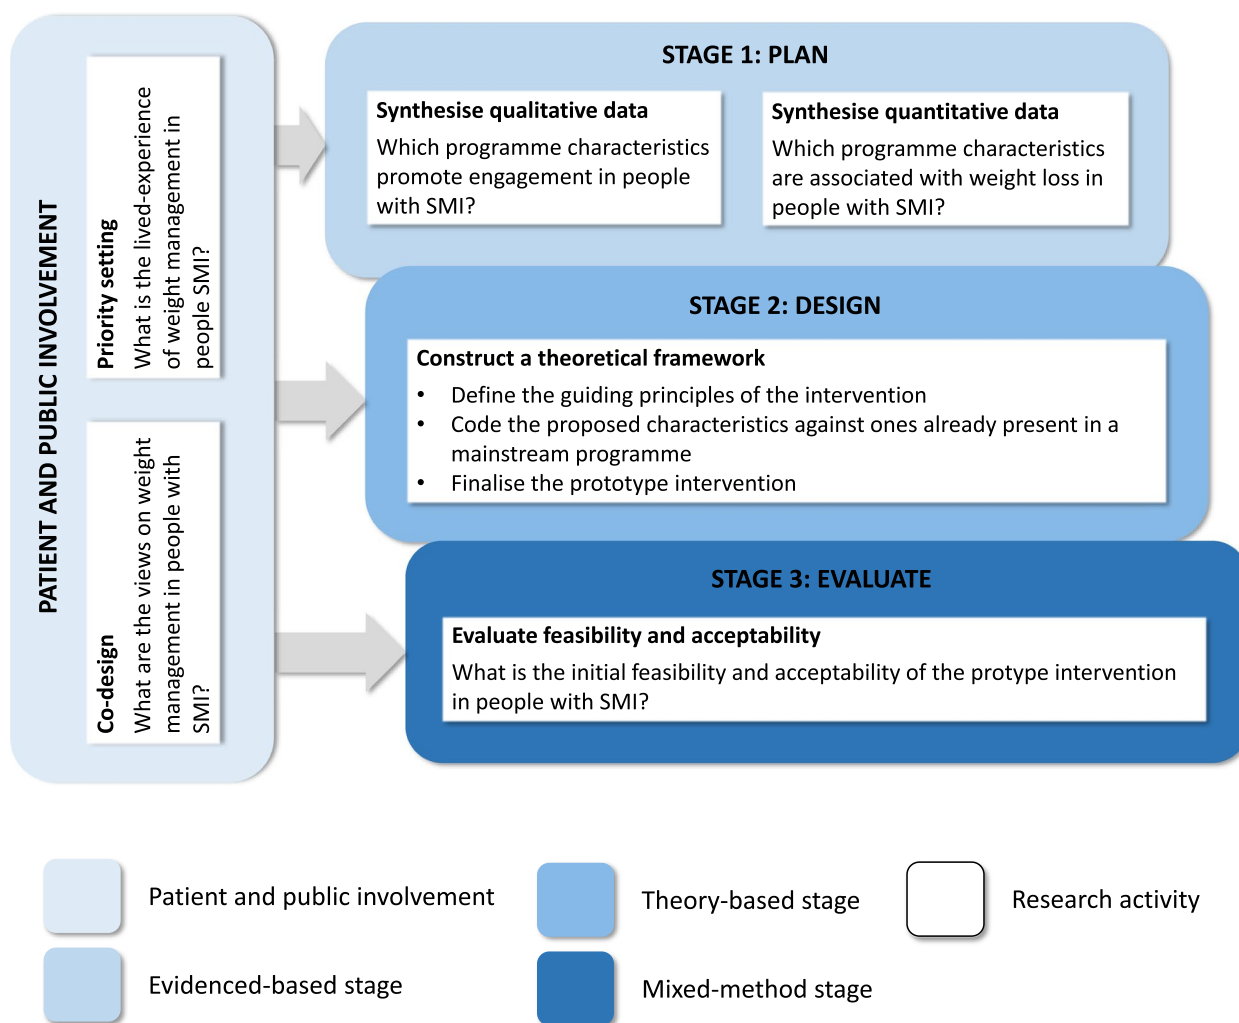 PATIENT AND PUBLIC INVOLVEMENT
Priority setting
What is the lived-experience
of weight management in
people SMI?
Co-design
What are the views on weight
management in people with
SMI?
STAGE 1: PLAN
Synthesise qualitative data
Which programme characteristics
promote engagement in people
with SMI?
Synthesise quantitative data
Which programme characteristics
are associated with weight loss in
people with SMI?
STAGE 2: DESIGN
Construct a theoretical framework
• Define the guiding principles of the intervention
• Code the proposed characteristics against ones already present in a
mainstream programme
• Finalise the prototype intervention
STAGE 3: EVALUATE
Evaluate feasibility and acceptability
What is the initial feasibility and acceptability of the protype intervention
in people with SMI?
Patient and public involvement
Theory-based stage
Research activity
Evidenced-based stage
Mixed-method stage